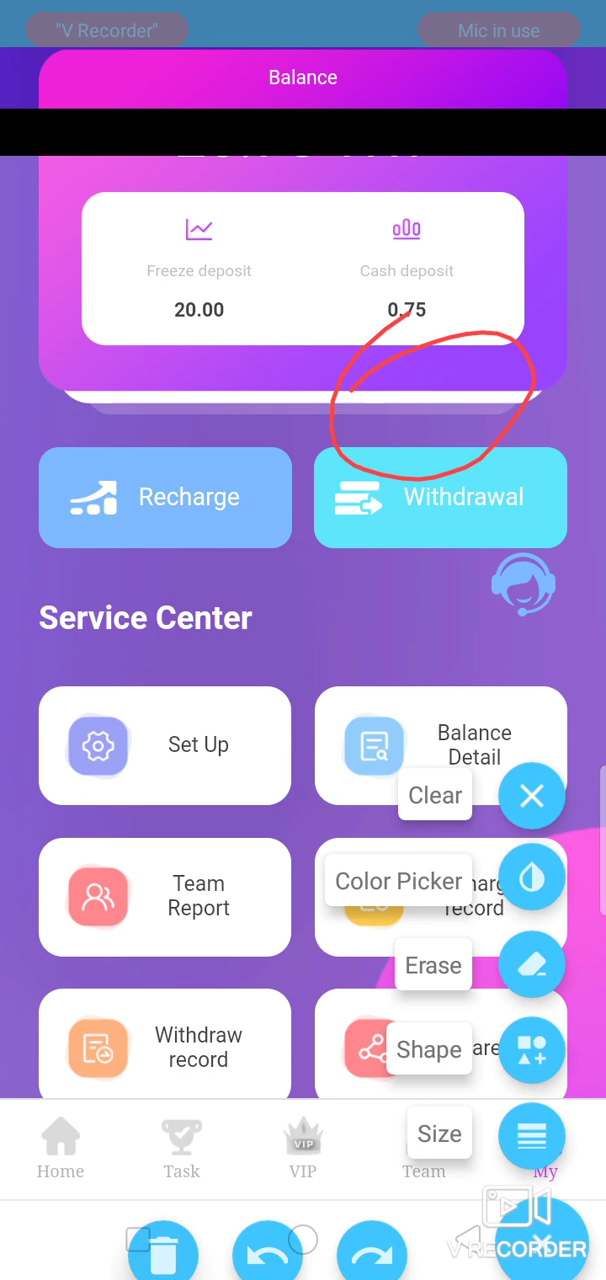 "V Recorder"
Mic in use
Balance
Freeze deposit
Cash deposit
20.00
0.75
Recharge
Withdrawal
Service Center
Set Up
Balance
Detail
Clear
Team
Report
Color Picker
record
Erase
Withdraw
record
Shape
Size
Home
Task
VIP
VIP
Team
My
V RECORDER